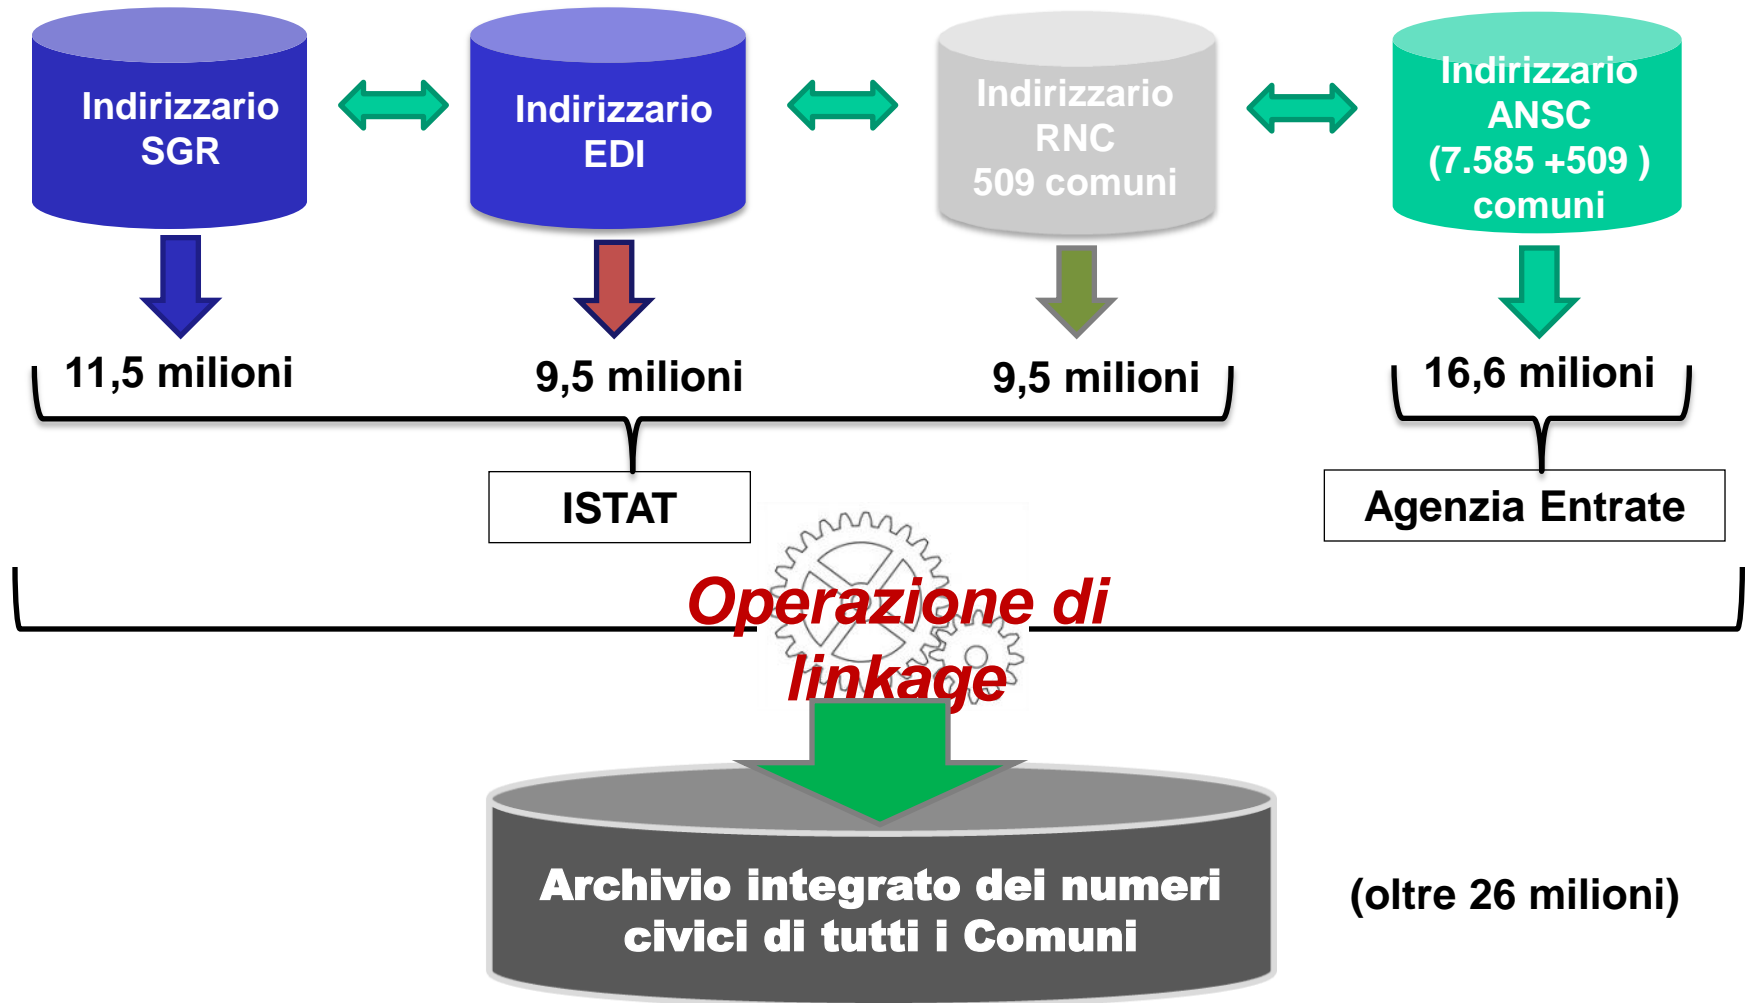 Indirizzario
SGR
Indirizzario
EDI
Indirizzario
RNC
509 comuni
Indirizzario
ANSC
(7.585 +509 )
comuni
11,5 milioni
9,5 milioni
9,5 milioni
16,6 milioni
ISTAT
Agenzia Entrate
Operazione di
linkage
Archivio integrato dei numeri
civici di tutti i Comuni
(oltre 26 milioni)